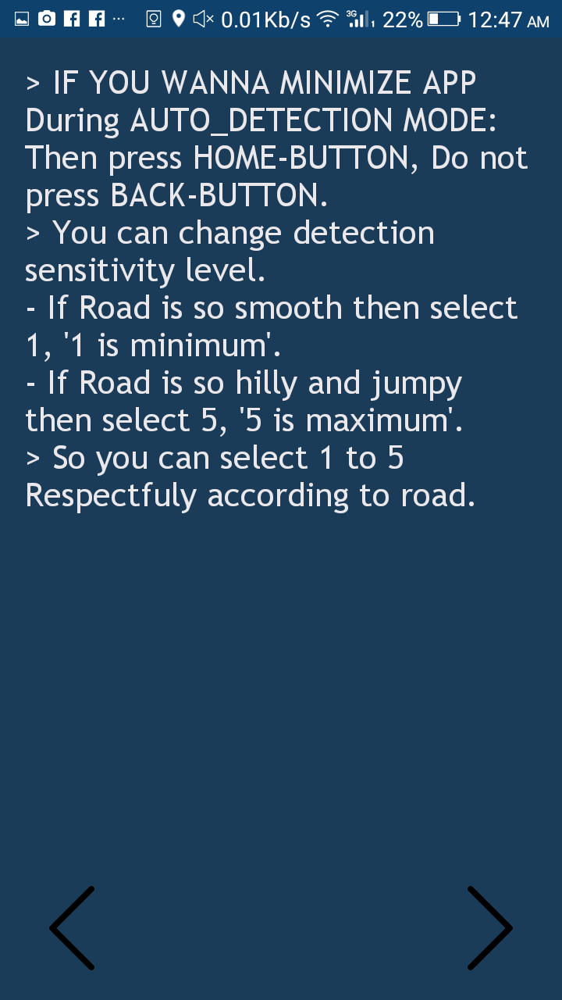 0.01Kb/s 3G 22% 12:47 AM
> IF YOU WANNA MINIMIZE APP
During AUTO_DETECTION MODE:
Then press HOME-BUTTON, Do not
press BACK-BUTTON.
> You can change detection
sensitivity level.
- If Road is so smooth then select
1, '1 is minimum'.
- If Road is so hilly and jumpy
then select 5, '5 is maximum'.
> So you can select 1 to 5
Respectfuly according to road.